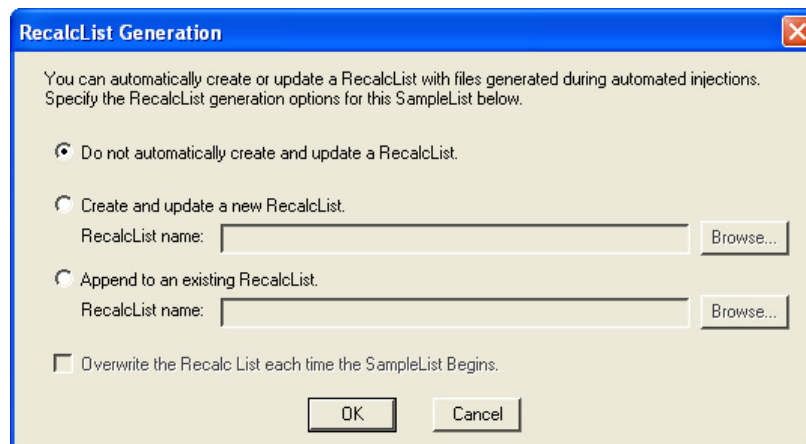 RecalcList Generation
You can automatically create or update a RecalcList with files generated during automated injections.
Specify the RecalcList generation options for this SampleList below.
Do not automatically create and update a RecalcList.
Create and update a new RecalcList.
RecalcList name: Browse...
Append to an existing RecalcList.
RecalcList name: Browse...
Overwrite the Recalc List each time the SampleList Begins.
OK Cancel